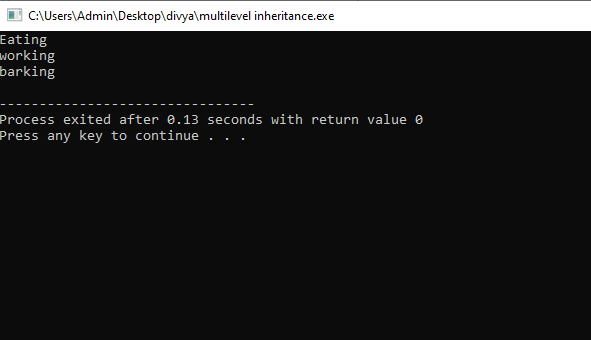 C:\Users\Admin\Desktop\divya\multilevel inheritance.exe
Eating
working
barking
--------------------------------
Process exited after 0.13 seconds with return value 0
Press any key to continue . . .